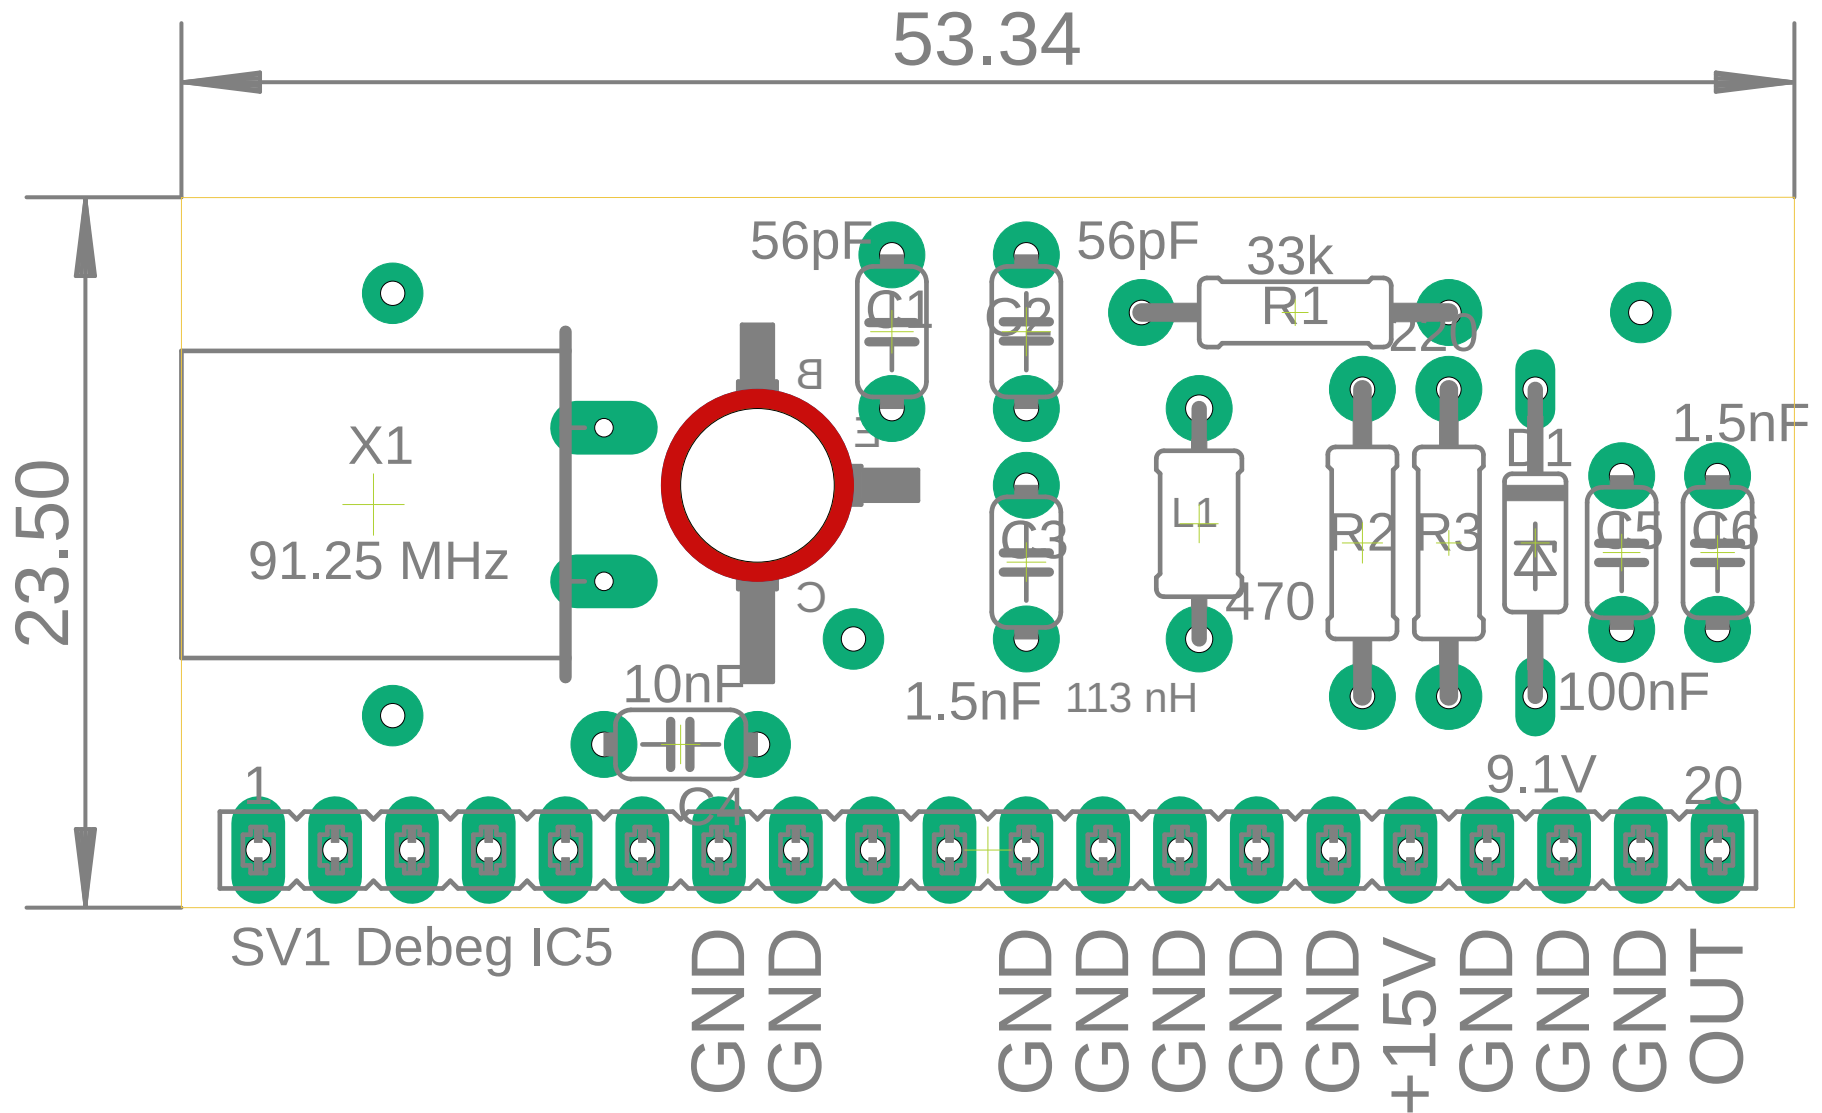 53.34
23.50
56pF
56pF
33k
C1
C2
R1
220
B
E
1.5nF
X1
D1
L1
C3
R2
R3
C5
C6
91.25 MHz
C
470
10nF
1.5nF
113 nH
100nF
9.1V
1
20
C4
SV1
Debeg IC5
GND
GND
GND
GND
GND
GND
GND
+15V
GND
GND
GND
OUT